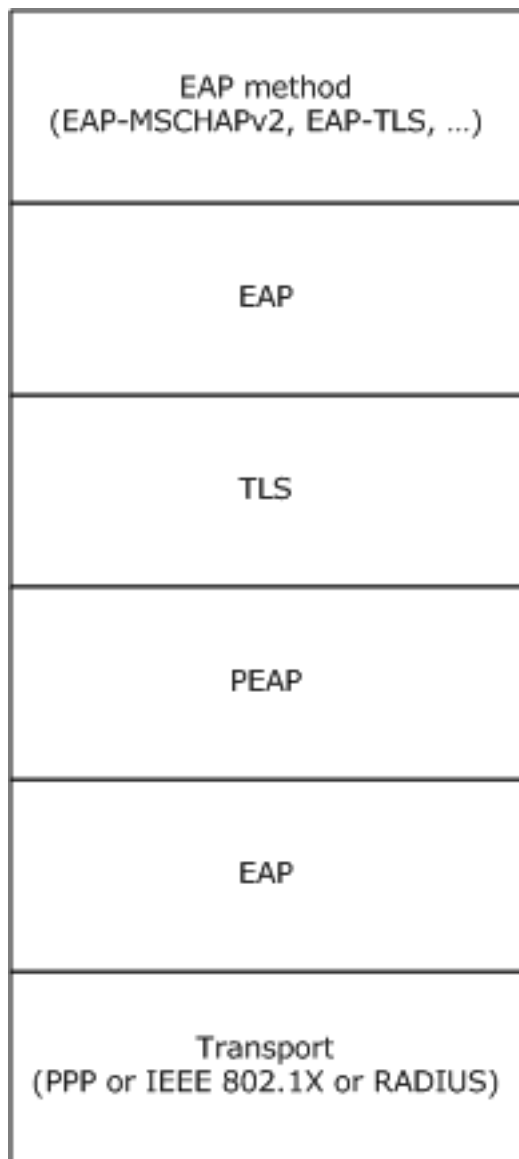 EAP method
(EAP-MSCHAPv2, EAP-TLS, ...)
EAP
TLS
PEAP
EAP
Transport
(PPP or IEEE 802.1X or RADIUS)